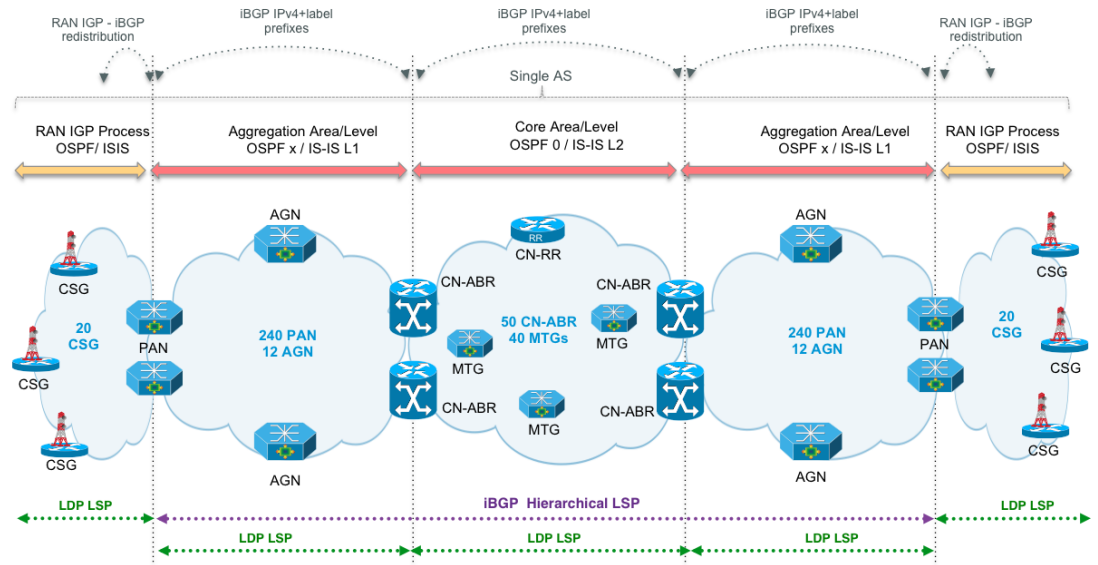 RAN IGP - iBGP
redistribution
iBGP IPv4+label
prefixes
iBGP IPv4+label
prefixes
iBGP IPv4+label
prefixes
RAN IGP - iBGP
redistribution
Single AS
RAN IGP Process
OSPF/ ISIS
Aggregation Area/Level
OSPF x / IS-IS L1
Core Area/Level
OSPF 0 / IS-IS L2
Aggregation Area/Level
OSPF x / IS-IS L1
RAN IGP Process
OSPF/ ISIS
AGN
RR
CN-RR
AGN
CSG
CN-ABR
CN-ABR
CSG
20
CSG
PAN
240 PAN
12 AGN
50 CN-ABR
40 MTGs
MTG
MTG
240 PAN
12 AGN
PAN
20
CSG
CSG
CSG
CN-ABR
MTG
CN-ABR
CSG
AGN
AGN
CSG
LDP LSP
iBGP Hierarchical LSP
LDP LSP
LDP LSP
LDP LSP
LDP LSP